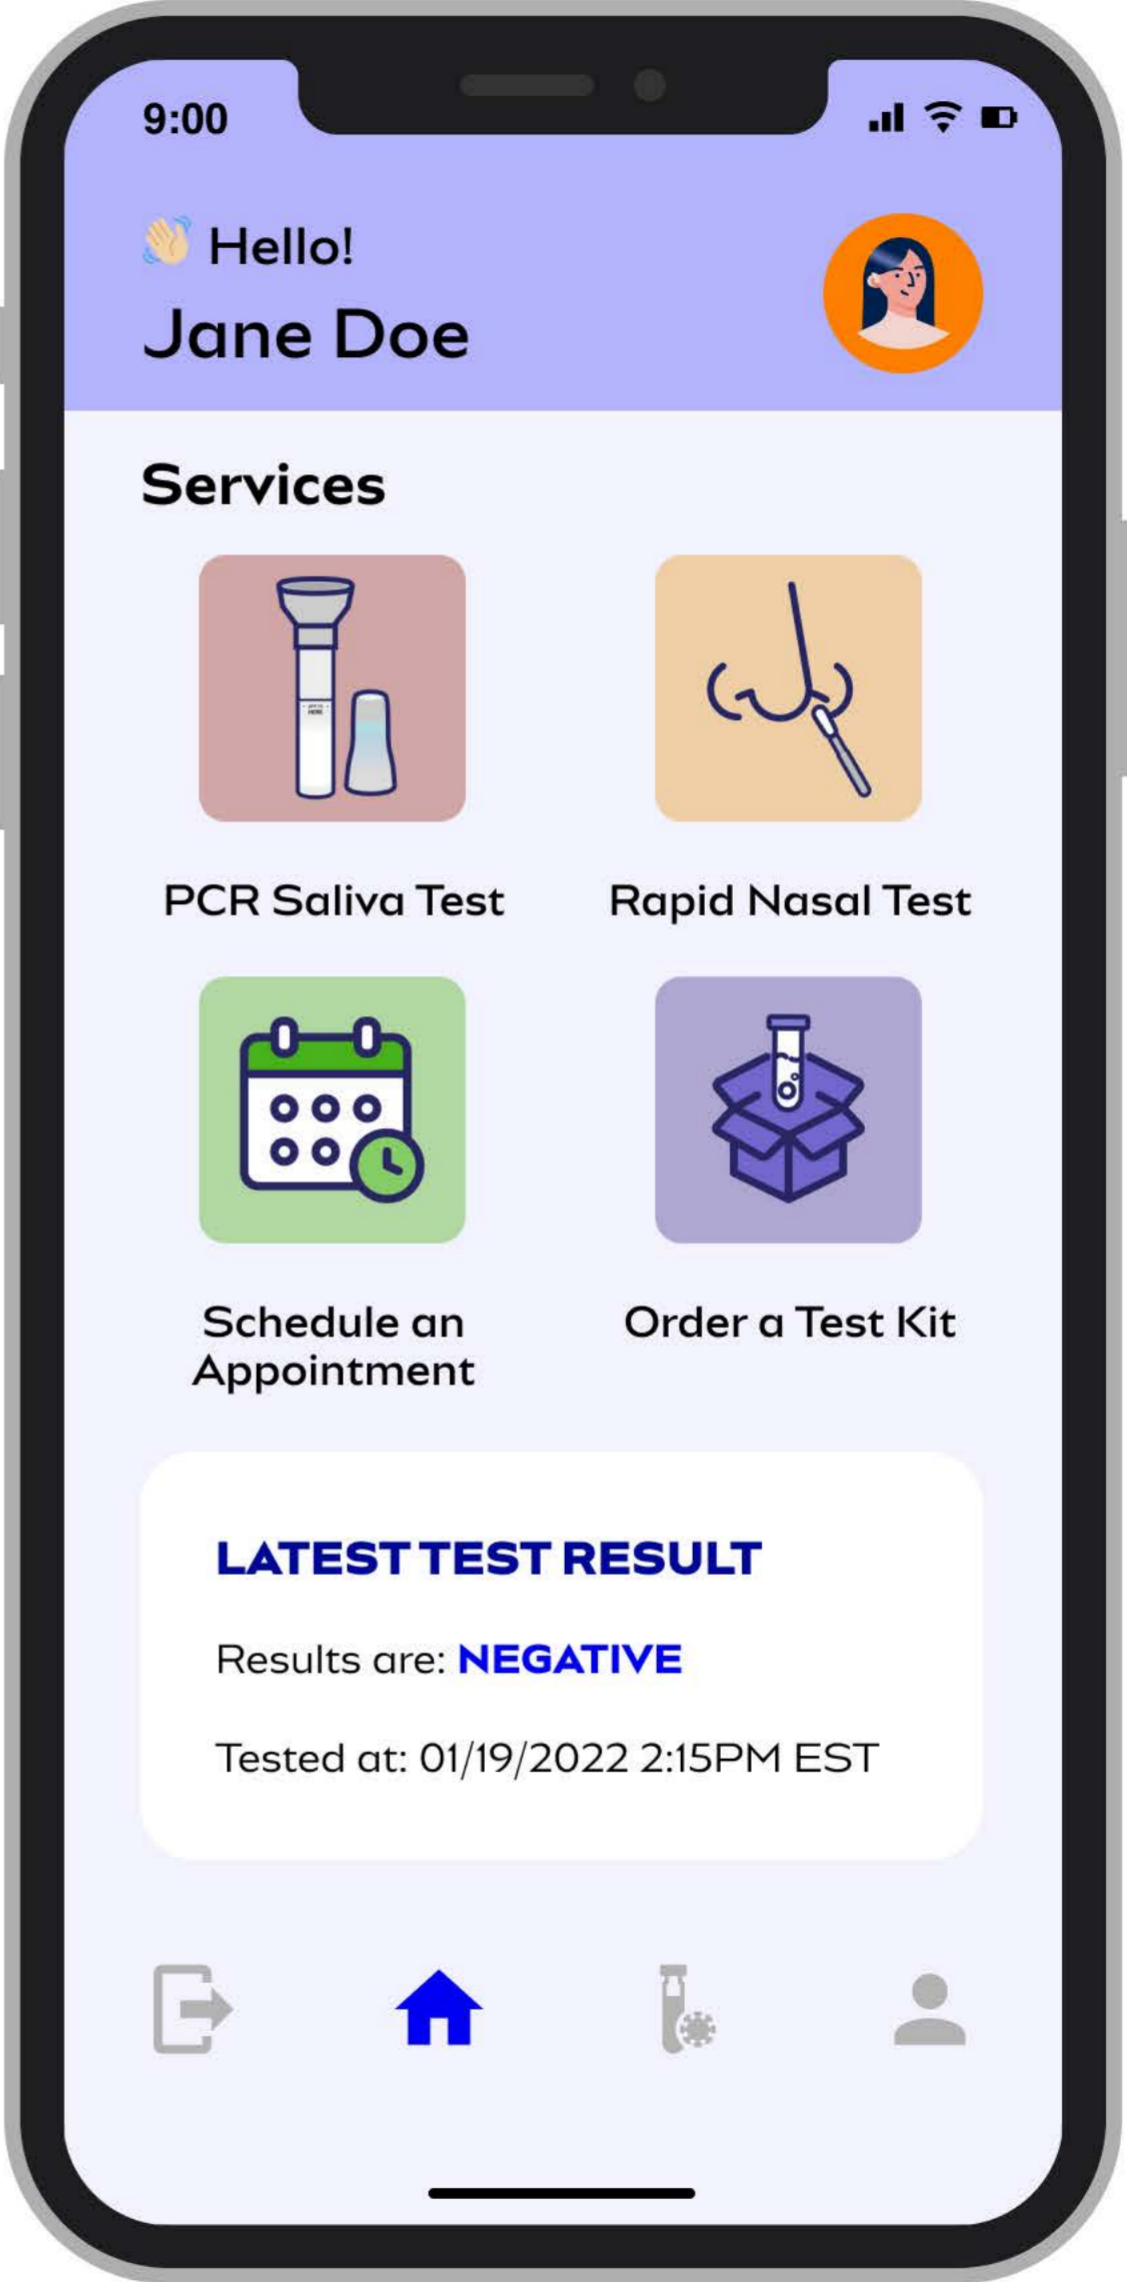 9:00
👋 Hello!
Jane Doe
Services
PCR Saliva Test
Rapid Nasal Test
Schedule an
Appointment
Order a Test Kit
LATEST TEST RESULT
Results are: NEGATIVE
Tested at: 01/19/2022 2:15PM EST